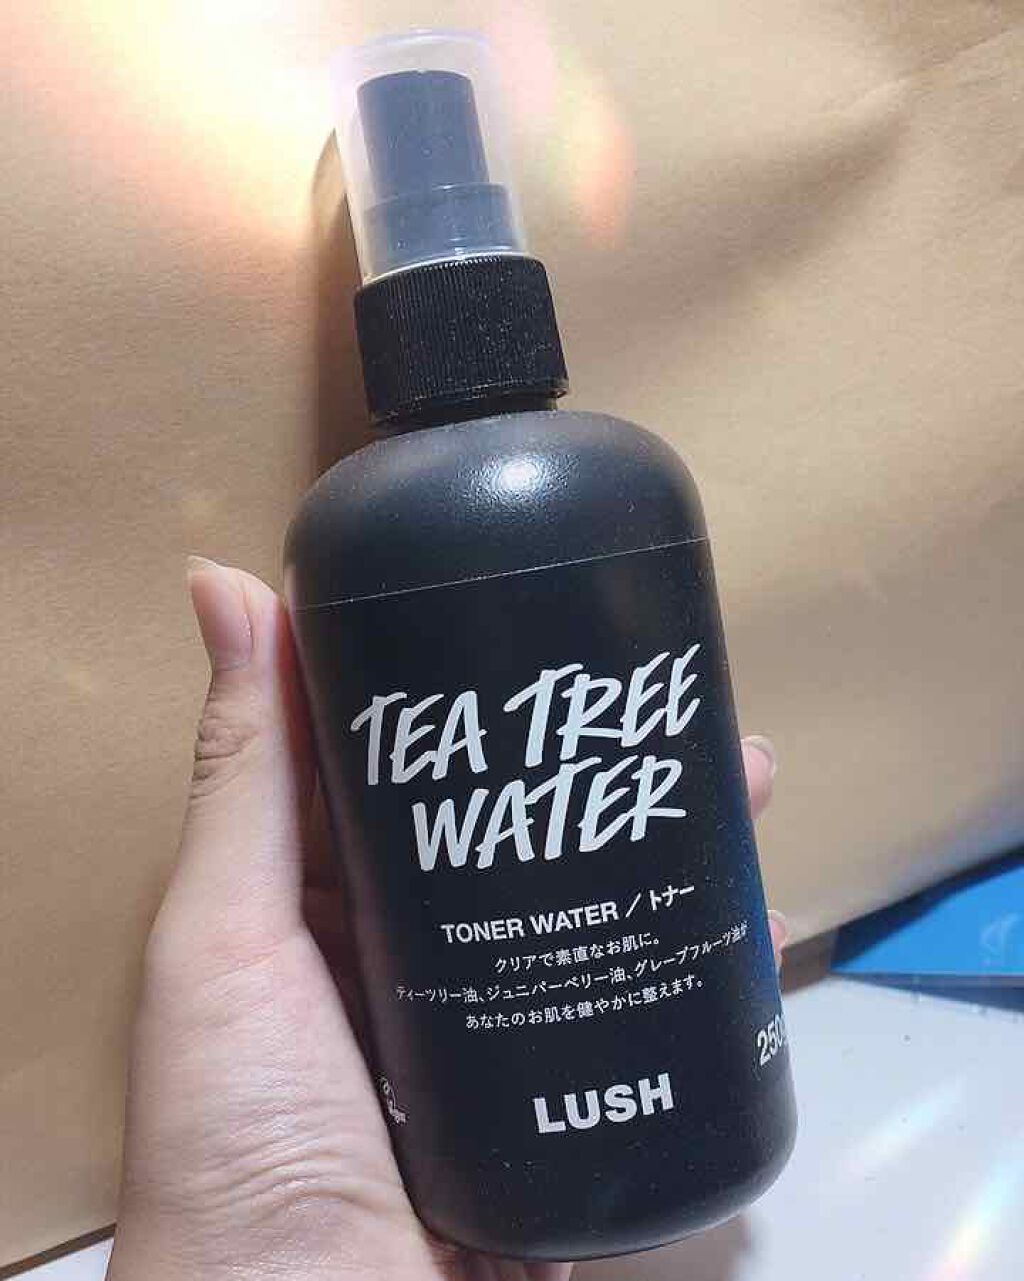 TEA TREE
WATER
TONER WATER／トナー
クリアで素直なお肌に。
ティーツリー油、ジュニパーベリー油、グレープフルーツ油が
あなたのお肌を健やかに整えます。
250g
LUSH